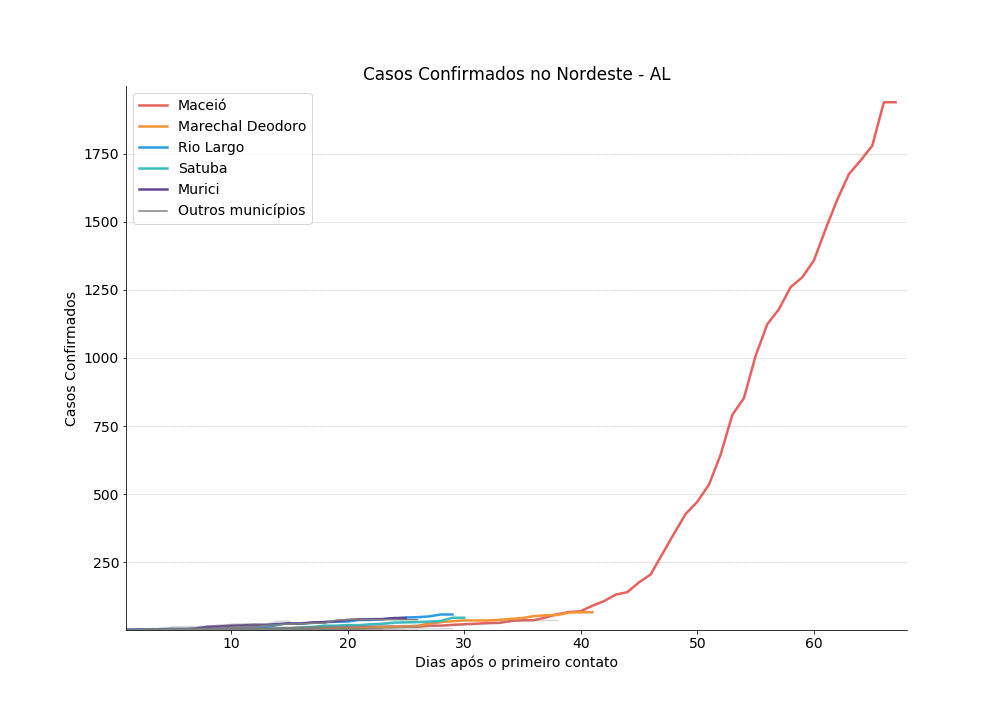 Casos Confirmados no Nordeste - AL
Maceió
Marechal Deodoro
Rio Largo
Satuba
Murici
Outros municípios
1750
1500
1250
1000
750
500
250
Casos Confirmados
10 20 30 40 50 60
Dias após o primeiro contato